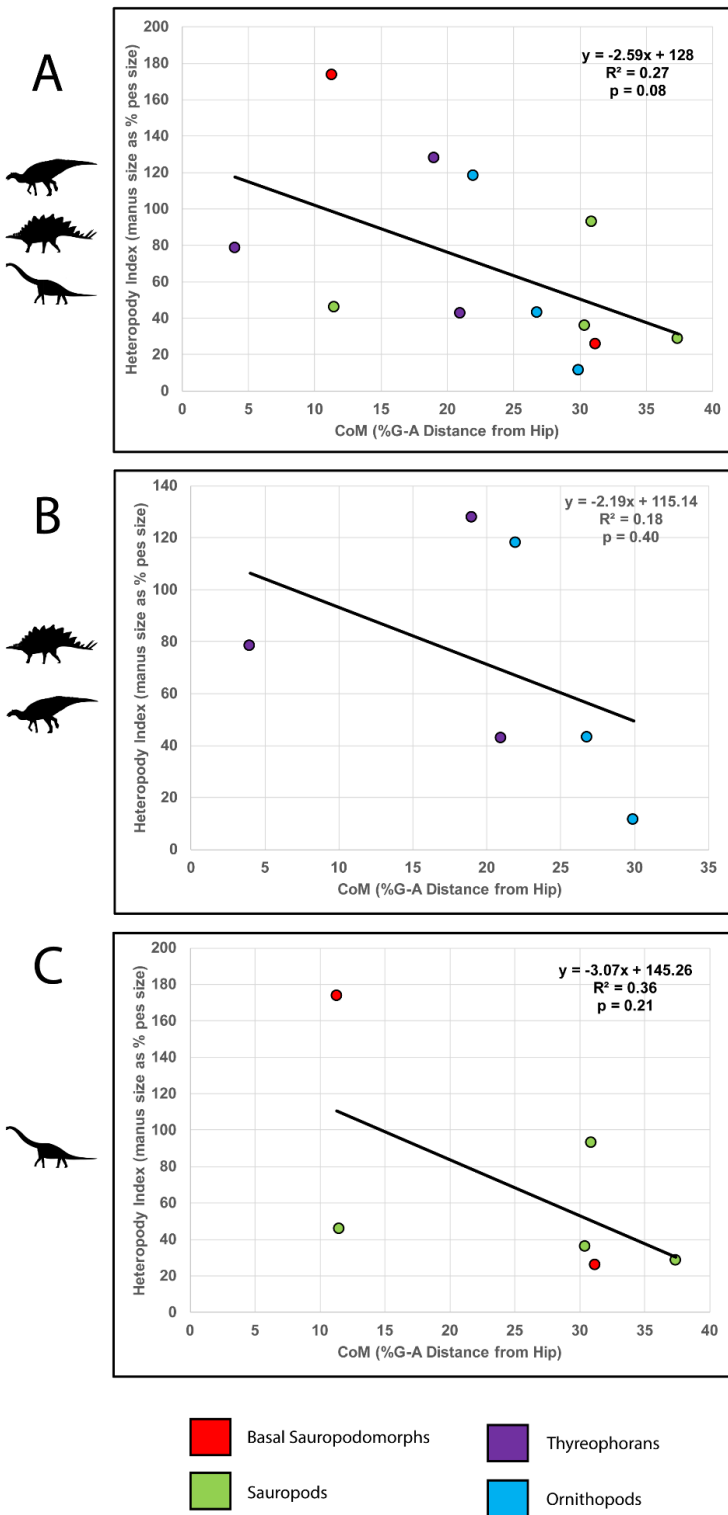 A
200
180
160
140
120
100
80
60
40
20
0
Heteropody Index (manus size as % pes size)
y = -2.59x + 128
R² = 0.27
p = 0.08
0 5 10 15 20 25 30 35 40
CoM (%G-A Distance from Hip)
B
140
120
100
80
60
40
20
0
Heteropody Index (manus size as % pes size)
y = -2.19x + 115.14
R² = 0.18
p = 0.40
0 5 10 15 20 25 30 35
CoM (%G-A Distance from Hip)
C
200
180
160
140
120
100
80
60
40
20
0
Heteropody Index (manus size as % pes size)
y = -3.07x + 145.26
R² = 0.36
p = 0.21
0 5 10 15 20 25 30 35 40
CoM (%G-A Distance from Hip)
Basal Sauropodomorphs
Thyreophorans
Sauropods
Ornithopods